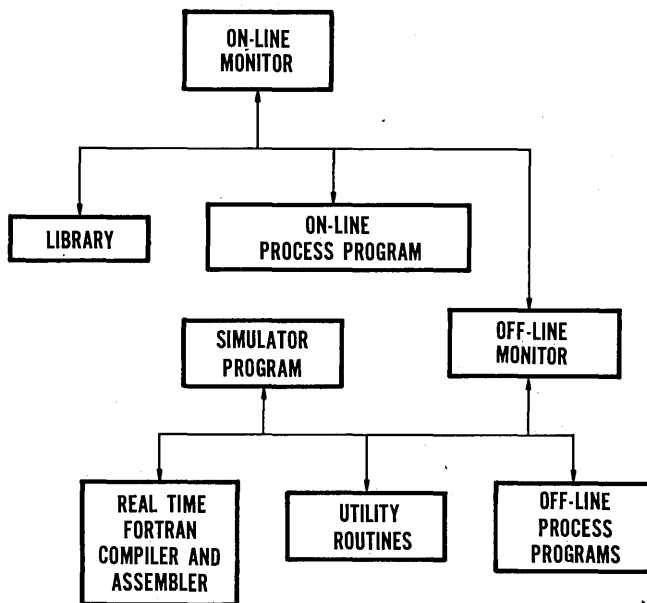 ON-LINE
MONITOR
LIBRARY
ON-LINE
PROCESS PROGRAM
SIMULATOR
PROGRAM
OFF-LINE
MONITOR
REAL TIME
FORTRAN
COMPILER AND
ASSEMBLER
UTILITY
ROUTINES
OFF-LINE
PROCESS
PROGRAMS